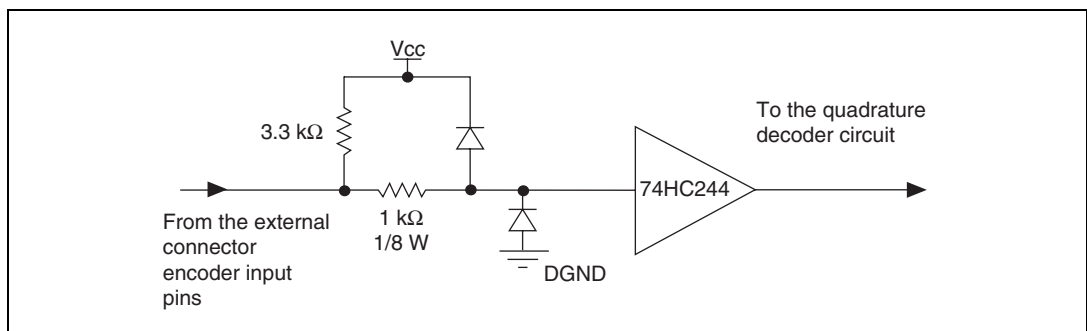 Vcc
3.3 kΩ
To the quadrature
decoder circuit
74HC244
1 kΩ
1/8 W
From the external
connector
encoder input
pins
DGND